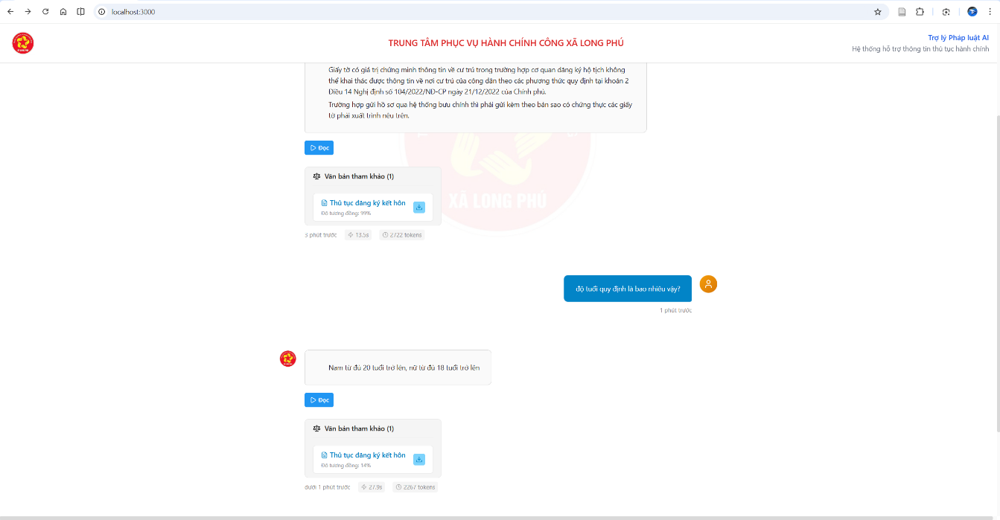 localhost:3000
TRUNG TÂM PHỤC VỤ HÀNH CHÍNH CÔNG XÃ LONG PHÚ
Trợ lý Pháp luật AI
Hệ thống hỗ trợ thông tin thủ tục hành chính
Giấy tờ có giá trị chứng minh thông tin về cư trú trong trường hợp cơ quan đăng ký hộ tịch không
thể khai thác được thông tin về nơi cư trú của công dân theo các phương thức quy định tại khoản 2
Điều 14 Nghị định số 104/2022/NĐ-CP ngày 21/12/2022 của Chính phủ.
Trường hợp gửi hồ sơ qua hệ thống bưu chính thì phải gửi kèm theo bản sao có chứng thực các giấy
tờ phải xuất trình nêu trên.
Đọc
Văn bản tham khảo (1)
Thủ tục đăng ký kết hôn
Độ tương đồng: 99%
XÃ LONG PHÚ
3 phút trước 13.5s 2722 tokens
độ tuổi quy định là bao nhiêu vậy?
1 phút trước
Nam từ đủ 20 tuổi trở lên, nữ từ đủ 18 tuổi trở lên
Đọc
Văn bản tham khảo (1)
Thủ tục đăng ký kết hôn
Độ tương đồng: 14%
dưới 1 phút trước 27.9s 2267 tokens